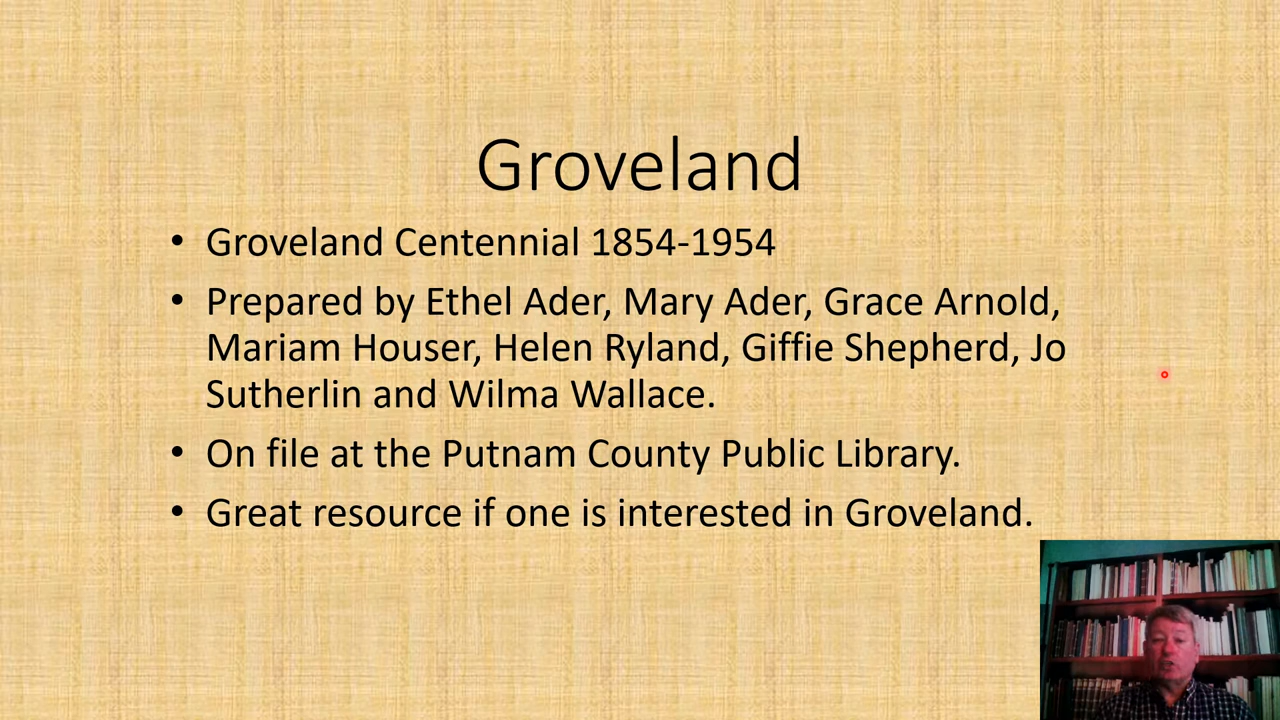 Groveland
• Groveland Centennial 1854-1954
• Prepared by Ethel Ader, Mary Ader, Grace Arnold,
Mariam Houser, Helen Ryland, Giffie Shepherd, Jo
Sutherlin and Wilma Wallace.
• On file at the Putnam County Public Library.
• Great resource if one is interested in Groveland.